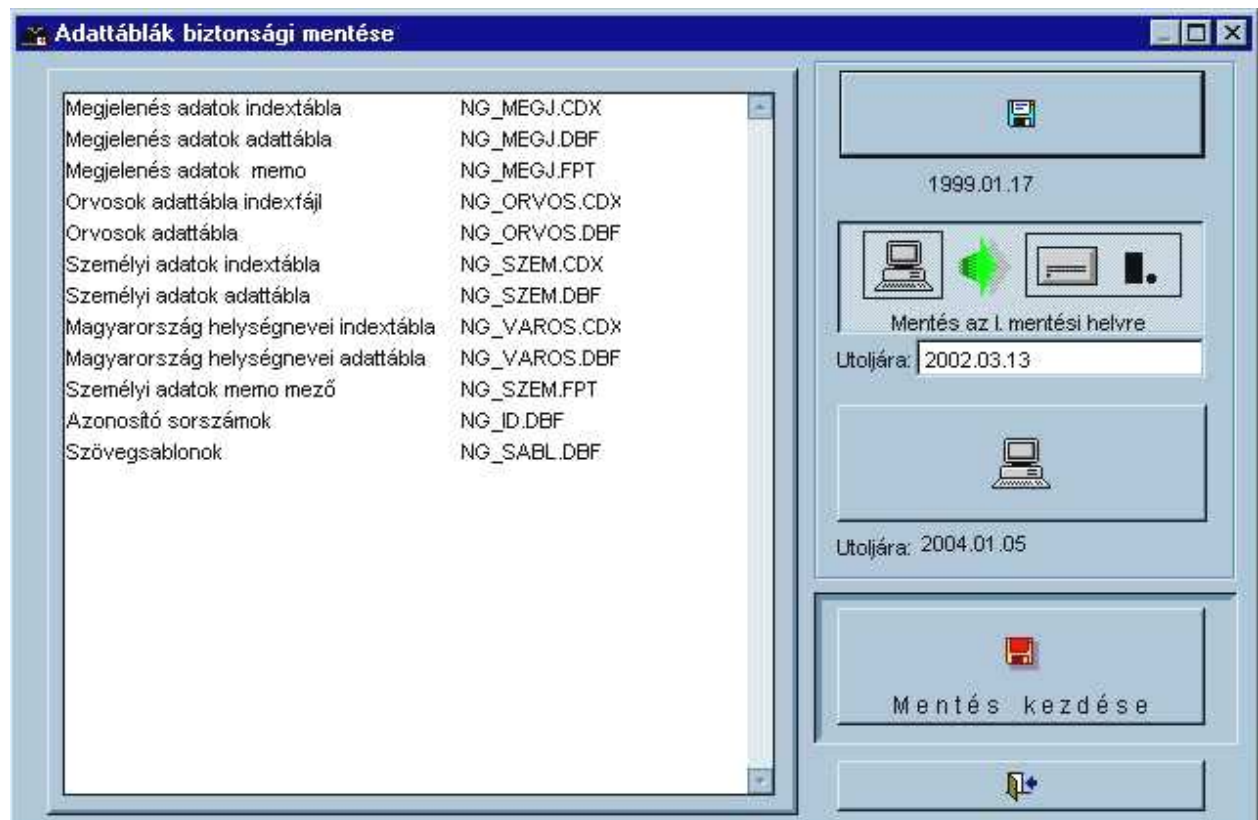 Adattáblák biztonsági mentése
Megjelenés adatok indextábla NG_MEGJ.CDX
Megjelenés adatok adattábla NG_MEGJ.DBF
Megjelenés adatok memo NG_MEGJ.FPT
Orvosok adattábla indexfájl NG_ORVOS.CDX
Orvosok adattábla NG_ORVOS.DBF
Személyi adatok indextábla NG_SZEM.CDX
Személyi adatok adattábla NG_SZEM.DBF
Magyarország helységnevei indextábla NG_VAROS.CDX
Magyarország helységnevei adattábla NG_VAROS.DBF
Személyi adatok memo mező NG_SZEM.FPT
Azonosító sorszámok NG_ID.DBF
Szövegsablonok NG_SABL.DBF
1999.01.17
Mentés az I. mentési helvre
Utoljára: 2002.03.13
Utoljára: 2004.01.05
Mentés kezdése